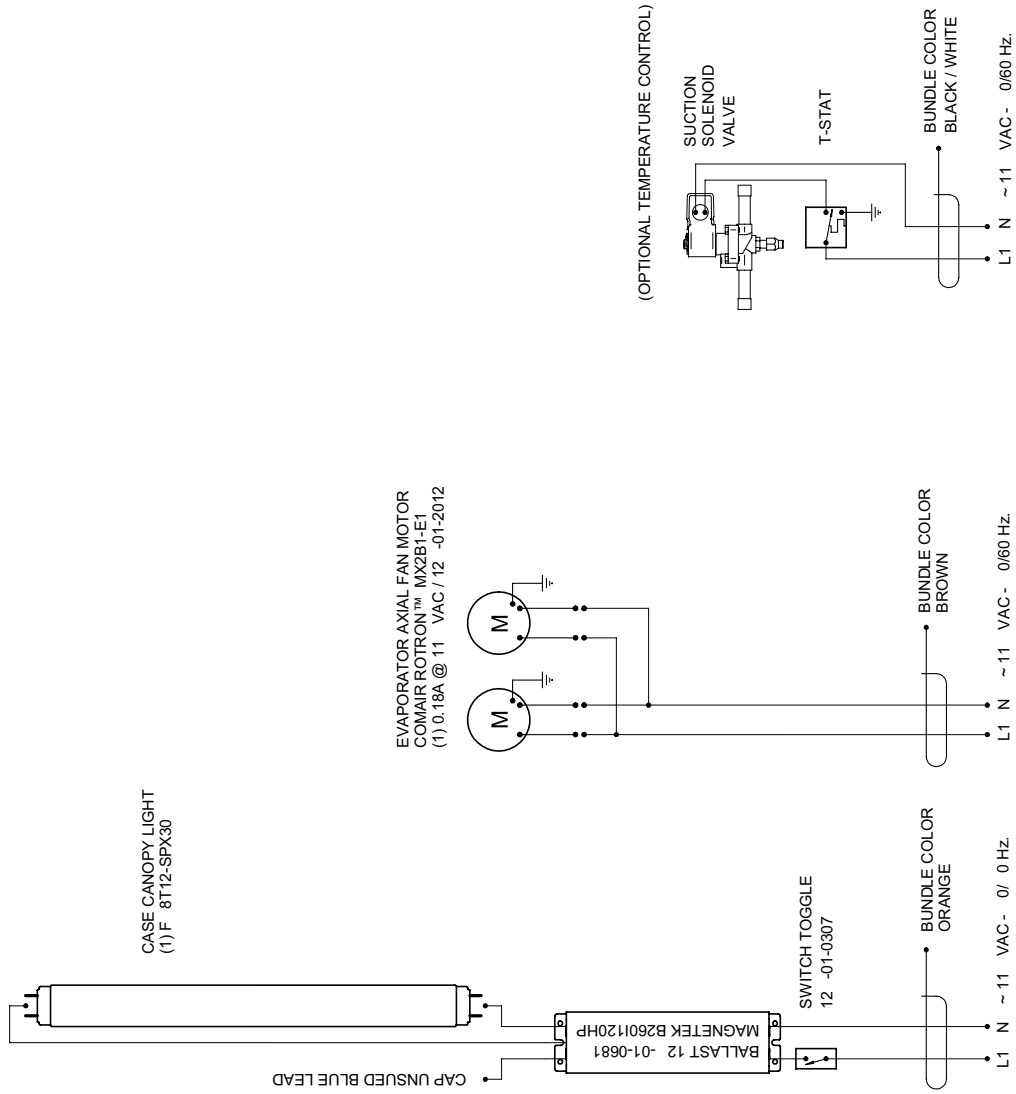 CASE CANOPY LIGHT
(1) F 8T12-SPX30
CAP UNSUED BLUE LEAD
BALLAST 12 -01-0681
MAGNETEK B260I120HP
SWITCH TOGGLE
12 -01-0307
BUNDLE COLOR
ORANGE
L1 N ~11 VAC - 0/ 0 Hz.
EVAPORATOR AXIAL FAN MOTOR
COMAIR ROTRON™ MX2B1-E1
(1) 0.18A @ 11 VAC / 12 -01-2012
M
M
BUNDLE COLOR
BROWN
L1 N ~11 VAC - 0/60 Hz.
(OPTIONAL TEMPERATURE CONTROL)
SUCTION
SOLENOID
VALVE
T-STAT
BUNDLE COLOR
BLACK / WHITE
L1 N ~11 VAC - 0/60 Hz.